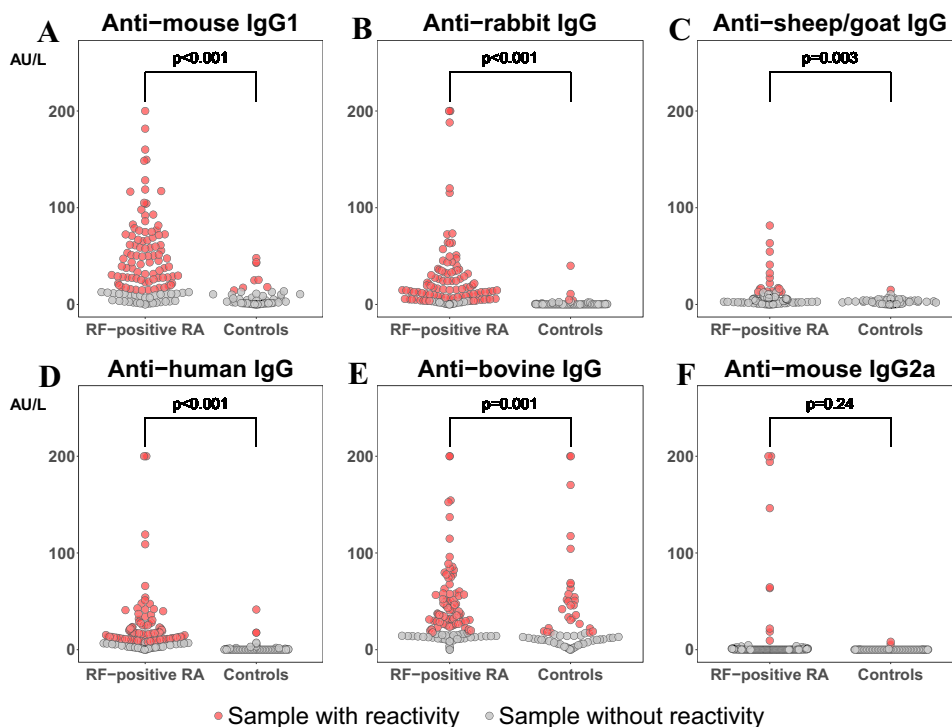 A Anti−mouse IgG1
AU/L
p<0.001
200
100
0
RF−positive RA Controls
B Anti−rabbit IgG
p<0.001
200
100
0
RF−positive RA Controls
C Anti−sheep/goat IgG
p=0.003
200
100
0
RF−positive RA Controls
D Anti−human IgG
AU/L
p<0.001
200
100
0
RF−positive RA Controls
E Anti−bovine IgG
p=0.001
200
100
0
RF−positive RA Controls
F Anti−mouse IgG2a
p=0.24
200
100
0
RF−positive RA Controls
Sample with reactivity Sample without reactivity